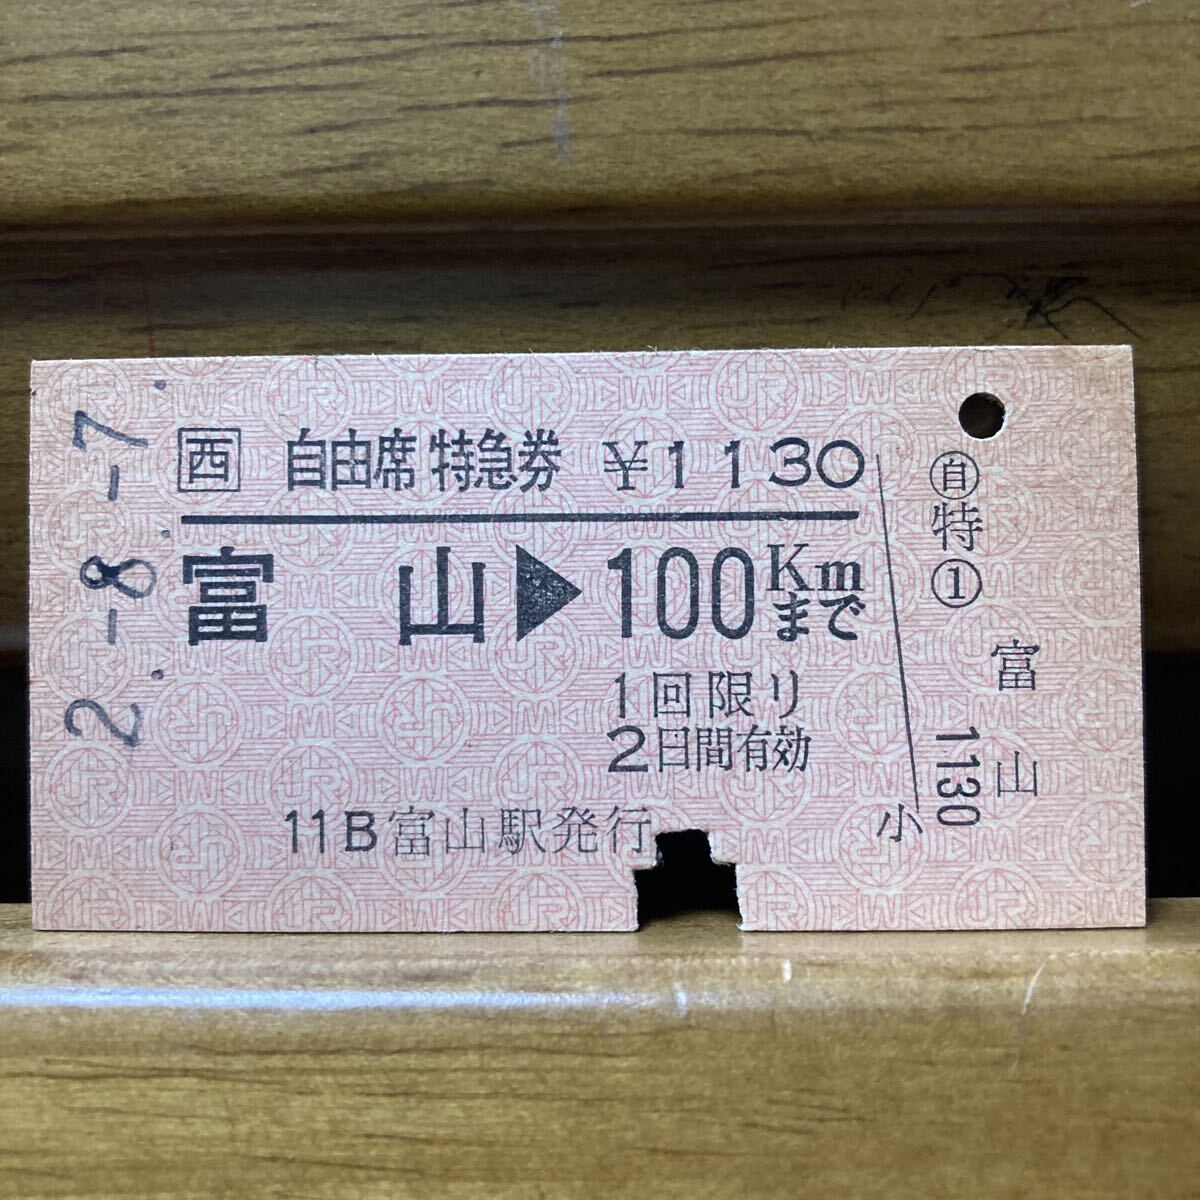 2.-8.-7.
西 自由席 特急券 ¥1130
富山▶100Kmまで
1回限り
2日間有効
11B富山駅発行
小
自特1
富山
1130